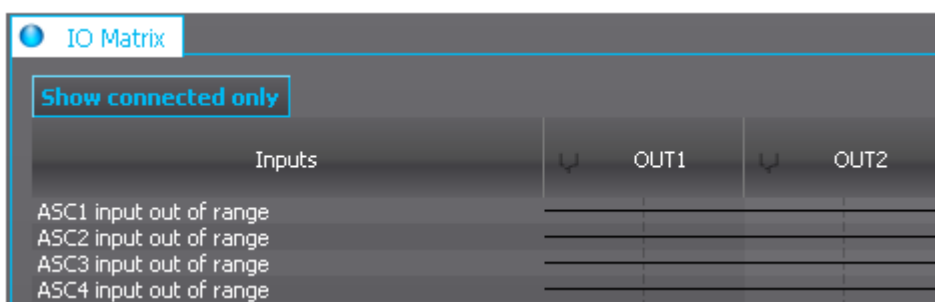 IO Matrix
Show connected only
Inputs OUT1 OUT2
ASC1 input out of range
ASC2 input out of range
ASC3 input out of range
ASC4 input out of range